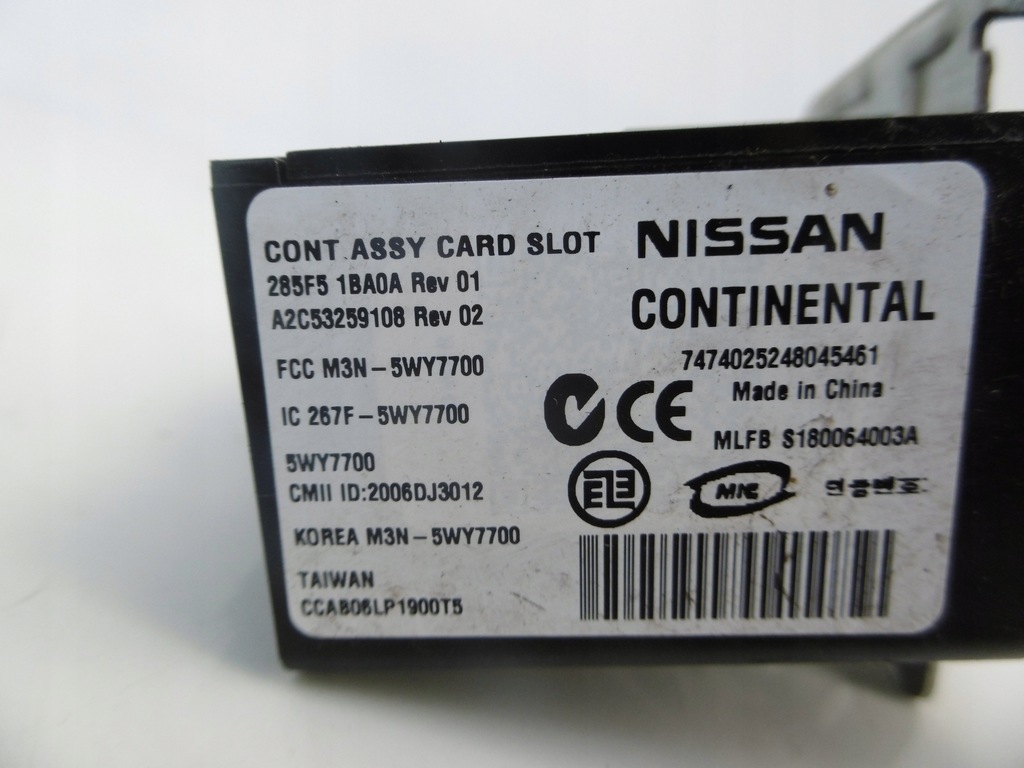 CONT ASSY CARD SLOT
285F5 1BA0A Rev 01
A2C53259108 Rev 02
FCC M3N-5WY7700
IC 267F-5WY7700
5WY7700
CMII ID:2006DJ3012
KOREA M3N-5WY7700
TAIWAN
CCAB06LP1900T5
NISSAN
CONTINENTAL
7474025248045461
Made in China
CE
MLFB S180064003A
MIC